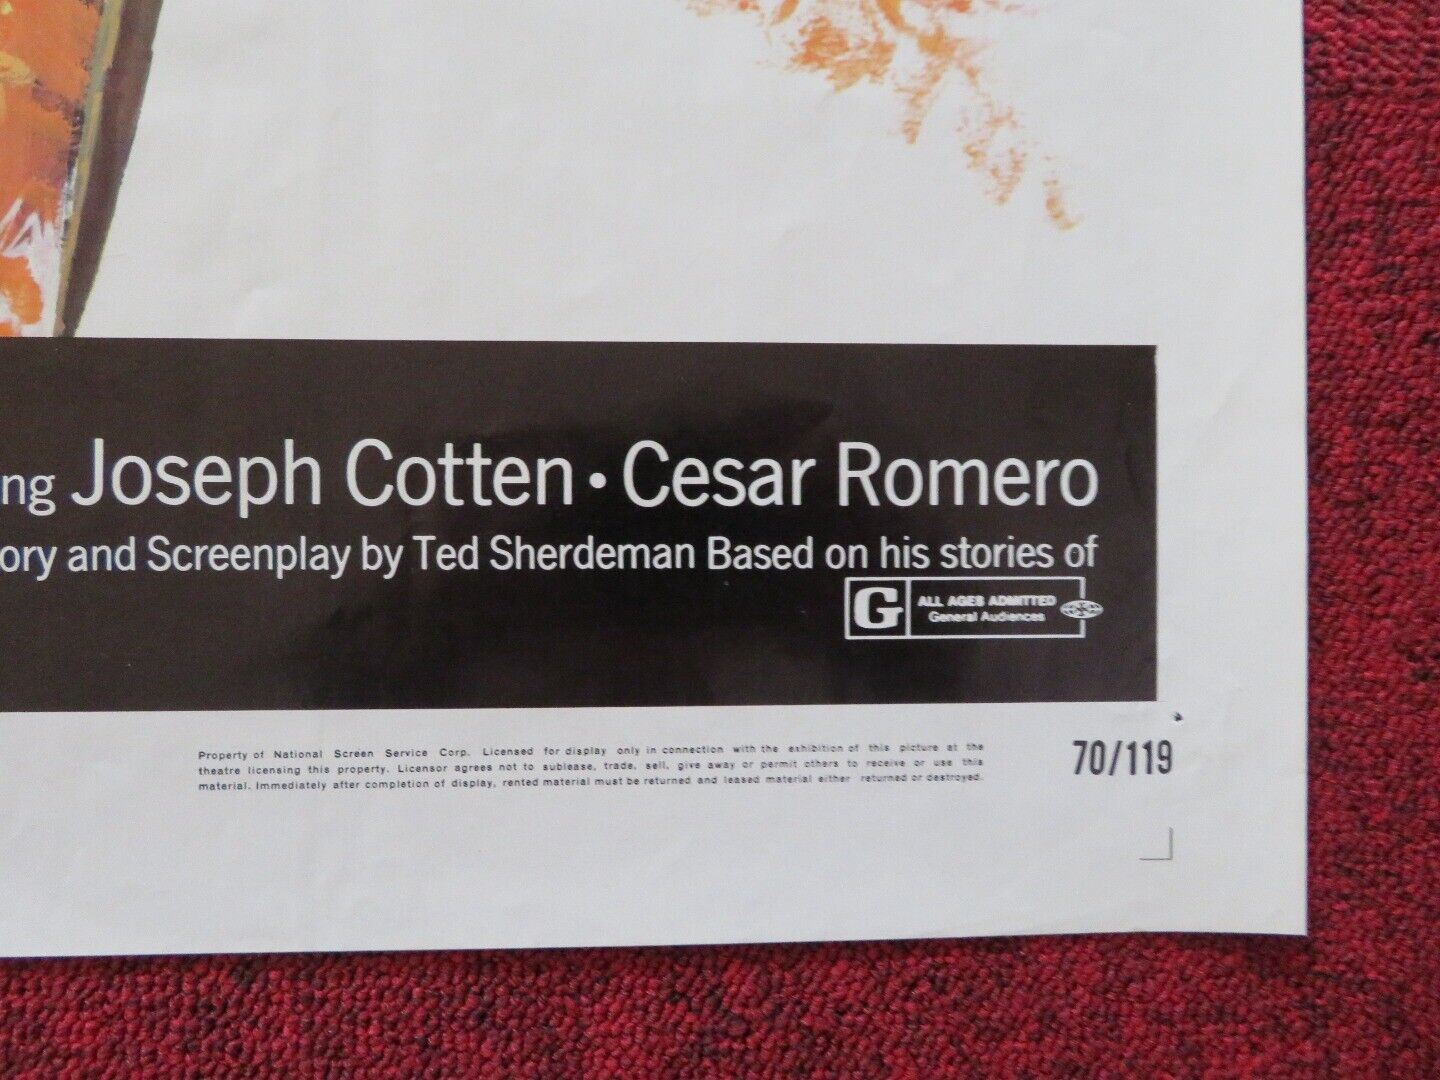 ng Joseph Cotten • Cesar Romero
ory and Screenplay by Ted Sherdeman Based on his stories of
G ALL AGES ADMITTED
General Audiences
Property of National Screen Service Corp. Licensed for display only in connection with the exhibition of this picture at the
theatre licensing this property. Licensor agrees not to sublease, trade, sell, give away or permit others to receive or use this
material. Immediately after completion of display, rented material must be returned and leased material either returned or destroyed.
70/119